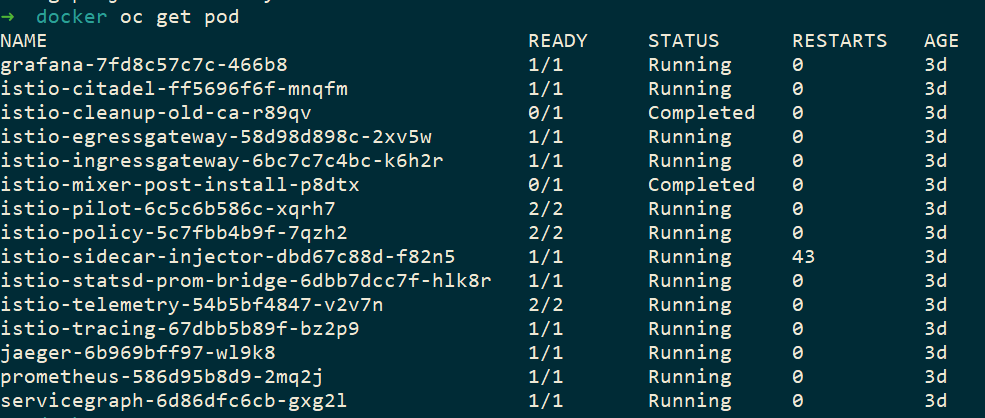 → docker oc get pod
NAME READY STATUS RESTARTS AGE
grafana-7fd8c57c7c-466b8 1/1 Running 0 3d
istio-citadel-ff5696f6f-mnqfm 1/1 Running 0 3d
istio-cleanup-old-ca-r89qv 0/1 Completed 0 3d
istio-egressgateway-58d98d898c-2xv5w 1/1 Running 0 3d
istio-ingressgateway-6bc7c7c4bc-k6h2r 1/1 Running 0 3d
istio-mixer-post-install-p8dtx 0/1 Completed 0 3d
istio-pilot-6c5c6b586c-xqrh7 2/2 Running 0 3d
istio-policy-5c7fbb4b9f-7qzh2 2/2 Running 0 3d
istio-sidecar-injector-dbd67c88d-f82n5 1/1 Running 43 3d
istio-statsd-prom-bridge-6dbb7dcc7f-hlk8r 1/1 Running 0 3d
istio-telemetry-54b5bf4847-v2v7n 2/2 Running 0 3d
istio-tracing-67dbb5b89f-bz2p9 1/1 Running 0 3d
jaeger-6b969bff97-wl9k8 1/1 Running 0 3d
prometheus-586d95b8d9-2mq2j 1/1 Running 0 3d
servicegraph-6d86dfc6cb-gxg2l 1/1 Running 0 3d